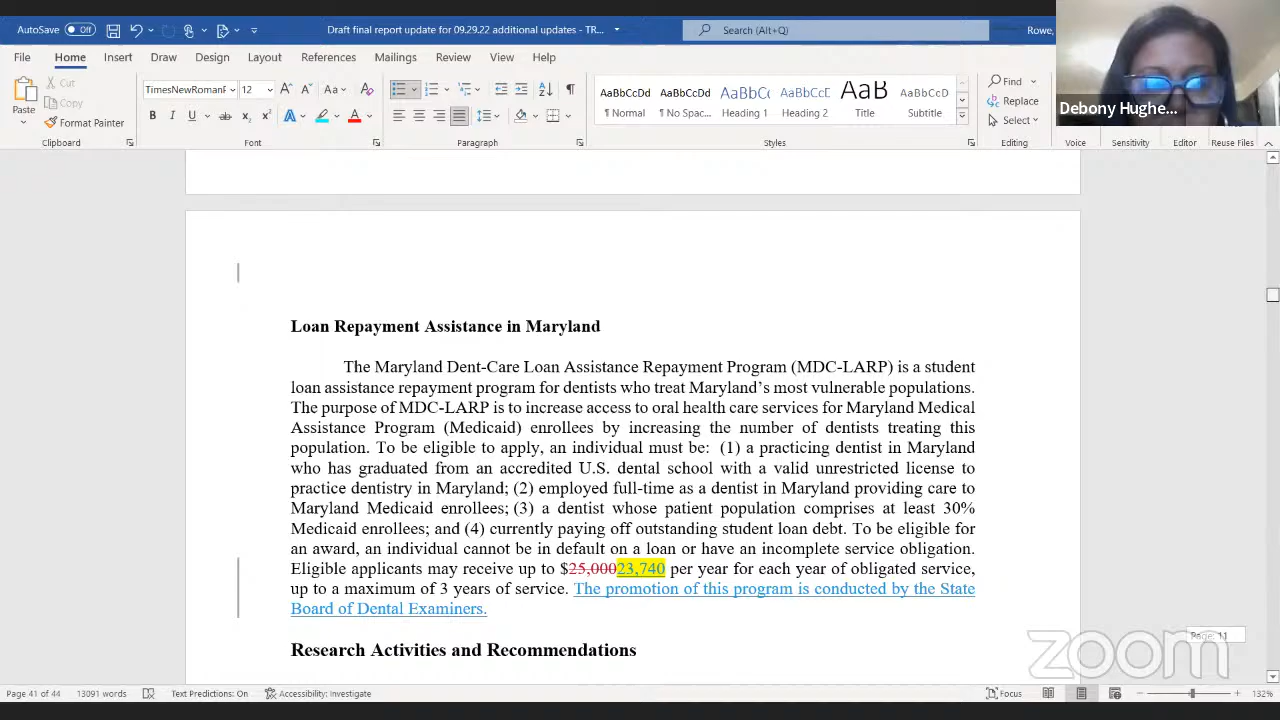 AutoSave Off Draft final report update for 09.29.22 additional updates - TR... Search (Alt+Q) Rowe,
File Home Insert Draw Design Layout References Mailings Review View Help
Debony Hughe...
Paste Cut Copy Format Painter
TimesNewRomanF 12 Aa
B I U ab x₂ x² A A
AaBbCcDd AaBbCcDd AaBbC( AaBbCcE AaB AaBbCcD
¶ Normal ¶ No Spac... Heading 1 Heading 2 Title Subtitle
Find Replace Select
Clipboard Font Paragraph Styles Editing Voice Sensitivity Editor Reuse Files
Loan Repayment Assistance in Maryland
The Maryland Dent-Care Loan Assistance Repayment Program (MDC-LARP) is a student
loan assistance repayment program for dentists who treat Maryland’s most vulnerable populations.
The purpose of MDC-LARP is to increase access to oral health care services for Maryland Medical
Assistance Program (Medicaid) enrollees by increasing the number of dentists treating this
population. To be eligible to apply, an individual must be: (1) a practicing dentist in Maryland
who has graduated from an accredited U.S. dental school with a valid unrestricted license to
practice dentistry in Maryland; (2) employed full-time as a dentist in Maryland providing care to
Maryland Medicaid enrollees; (3) a dentist whose patient population comprises at least 30%
Medicaid enrollees; and (4) currently paying off outstanding student loan debt. To be eligible for
an award, an individual cannot be in default on a loan or have an incomplete service obligation.
Eligible applicants may receive up to $25,00023,740 per year for each year of obligated service,
up to a maximum of 3 years of service. The promotion of this program is conducted by the State
Board of Dental Examiners.
Research Activities and Recommendations
Page: 11
zoom
Page 41 of 44 13091 words Text Predictions: On Accessibility: Investigate Focus 132%